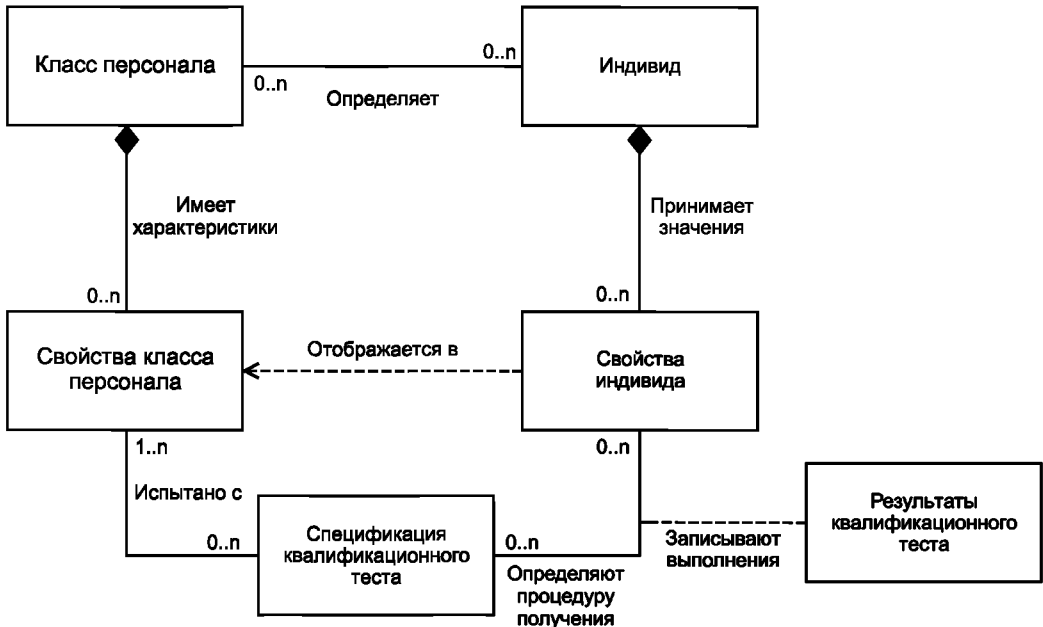 Класс персонала
0..n
Индивид
0..n
Определяет
Имеет
характеристики
Принимает
значения
0..n
0..n
Свойства класса
персонала
Отображается в
Свойства
индивида
1..n
0..n
Испытано с
0..n
Спецификация
квалификационного
теста
0..n
Определяют
процедуру
получения
Записывают
выполнения
Результаты
квалификационного
теста